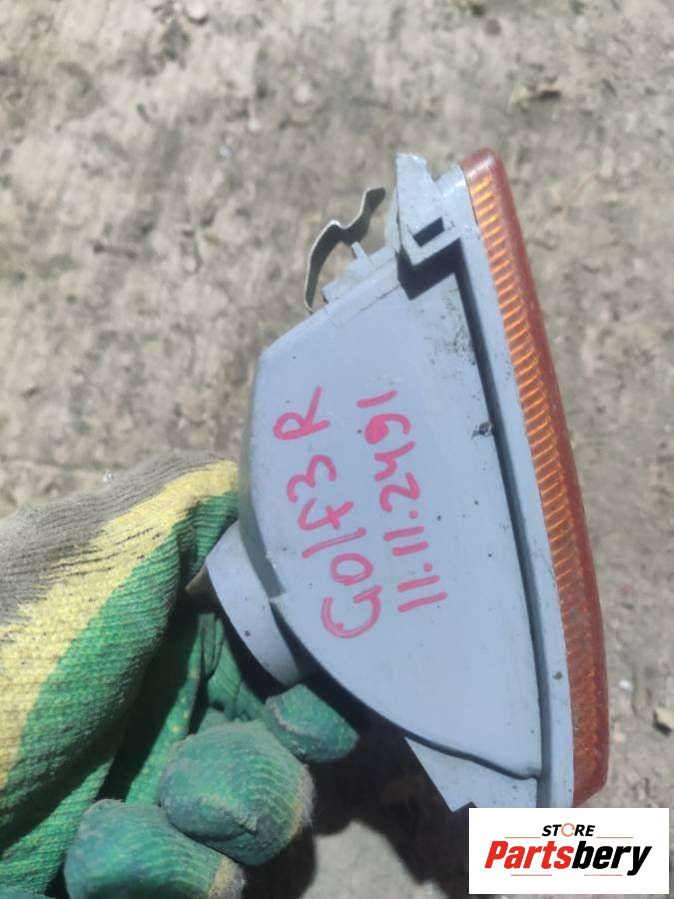 Golf3 R
11.11.2491
STORE
Partsbery